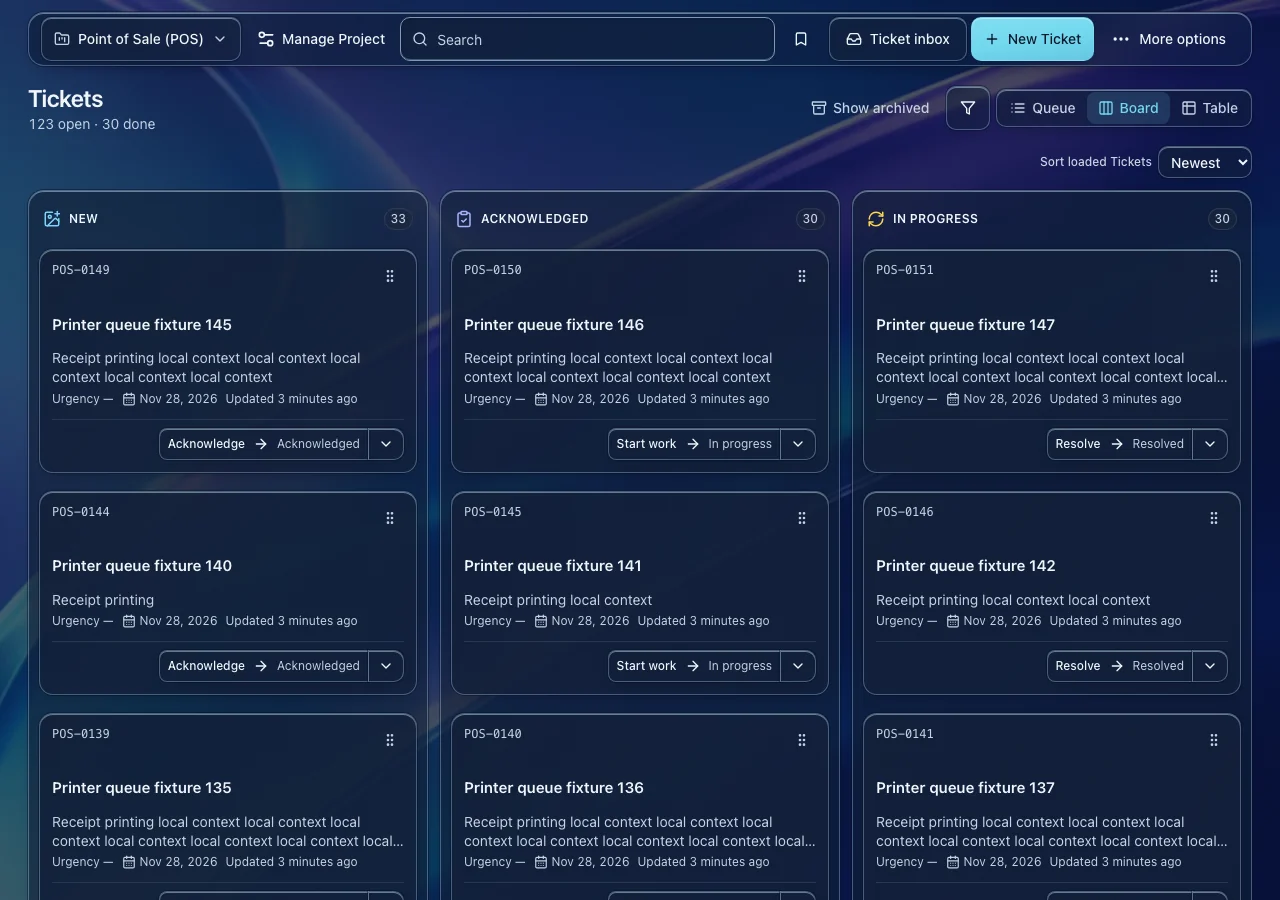 Point of Sale (POS)
Manage Project
Search
Ticket inbox
New Ticket
More options
Tickets
123 open · 30 done
Show archived
Queue
Board
Table
Sort loaded Tickets
Newest
NEW
33
POS-0149
Printer queue fixture 145
Receipt printing local context local context local
context local context local context
Urgency — Nov 28, 2026 Updated 3 minutes ago
Acknowledge → Acknowledged
POS-0144
Printer queue fixture 140
Receipt printing
Urgency — Nov 28, 2026 Updated 3 minutes ago
Acknowledge → Acknowledged
POS-0139
Printer queue fixture 135
Receipt printing local context local context local
context local context local context local context local...
Urgency — Nov 28, 2026 Updated 3 minutes ago
ACKNOWLEDGED
30
POS-0150
Printer queue fixture 146
Receipt printing local context local context local
context local context local context local context
Urgency — Nov 28, 2026 Updated 3 minutes ago
Start work → In progress
POS-0145
Printer queue fixture 141
Receipt printing local context
Urgency — Nov 28, 2026 Updated 3 minutes ago
Start work → In progress
POS-0140
Printer queue fixture 136
Receipt printing local context local context local
context local context local context local context local...
Urgency — Nov 28, 2026 Updated 3 minutes ago
IN PROGRESS
30
POS-0151
Printer queue fixture 147
Receipt printing local context local context local
context local context local context local context local...
Urgency — Nov 28, 2026 Updated 3 minutes ago
Resolve → Resolved
POS-0146
Printer queue fixture 142
Receipt printing local context local context
Urgency — Nov 28, 2026 Updated 3 minutes ago
Resolve → Resolved
POS-0141
Printer queue fixture 137
Receipt printing local context local context local
context local context local context local context local...
Urgency — Nov 28, 2026 Updated 3 minutes ago